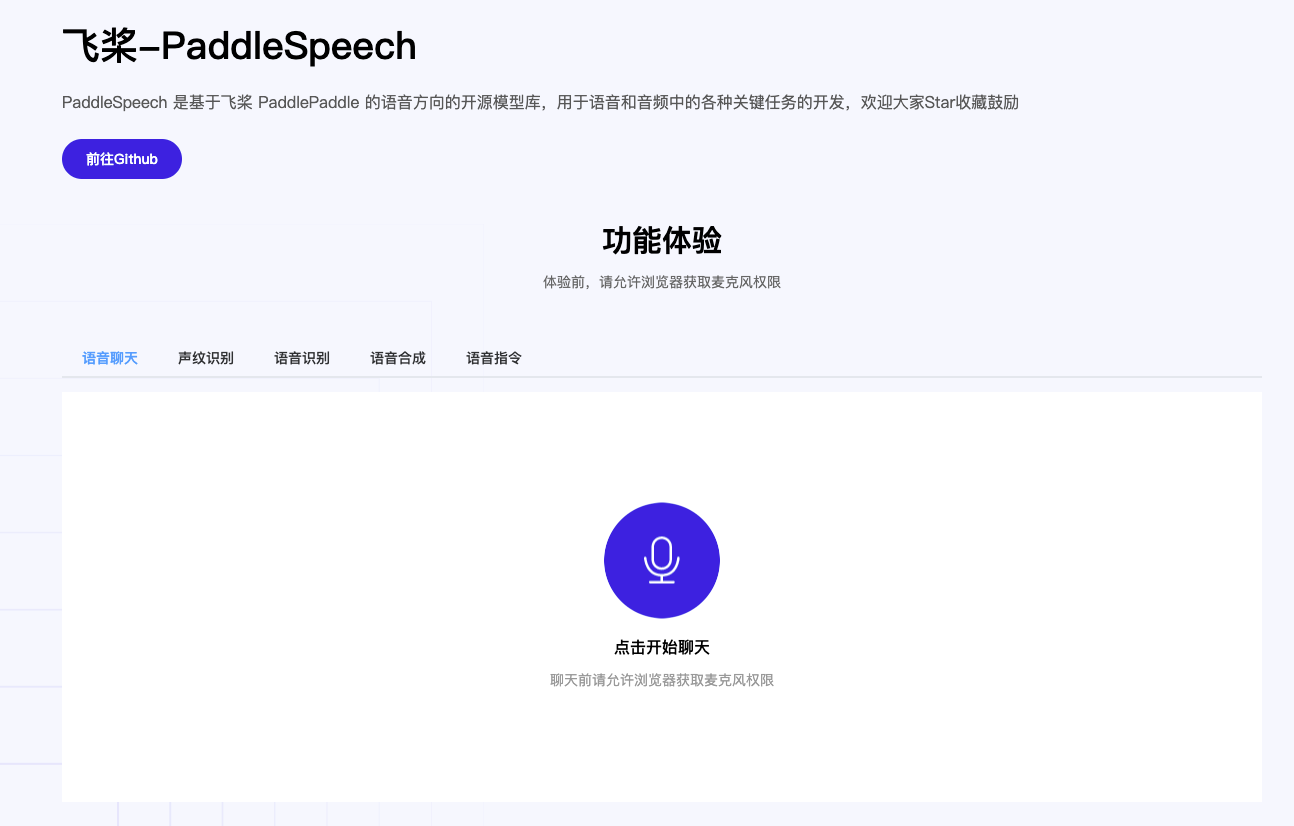 飞桨-PaddleSpeech
PaddleSpeech 是基于飞桨 PaddlePaddle 的语音方向的开源模型库，用于语音和音频中的各种关键任务的开发，欢迎大家Star收藏鼓励
前往Github
功能体验
体验前，请允许浏览器获取麦克风权限
语音聊天 声纹识别 语音识别 语音合成 语音指令
点击开始聊天
聊天前请允许浏览器获取麦克风权限